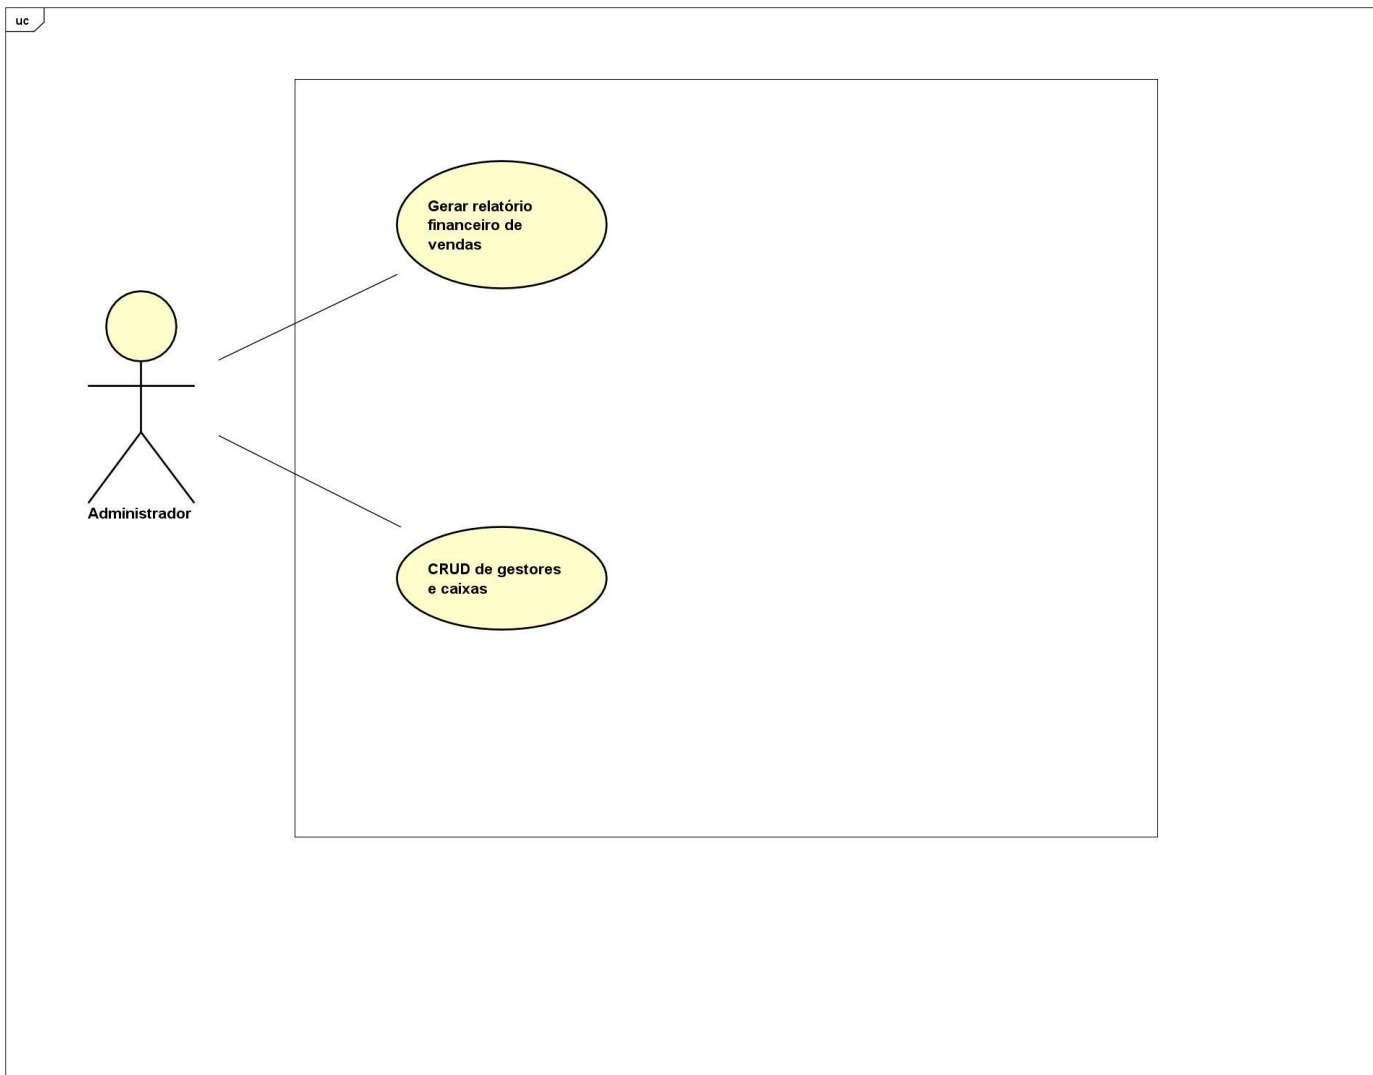 uc
Gerar relatório
financeiro de
vendas
Administrador
CRUD de gestores
e caixas